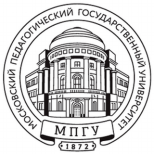 МОСКОВСКИЙ ПЕДАГОГИЧЕСКИЙ ГОСУДАРСТВЕННЫЙ УНИВЕРСИТЕТ
МПГУ
1872